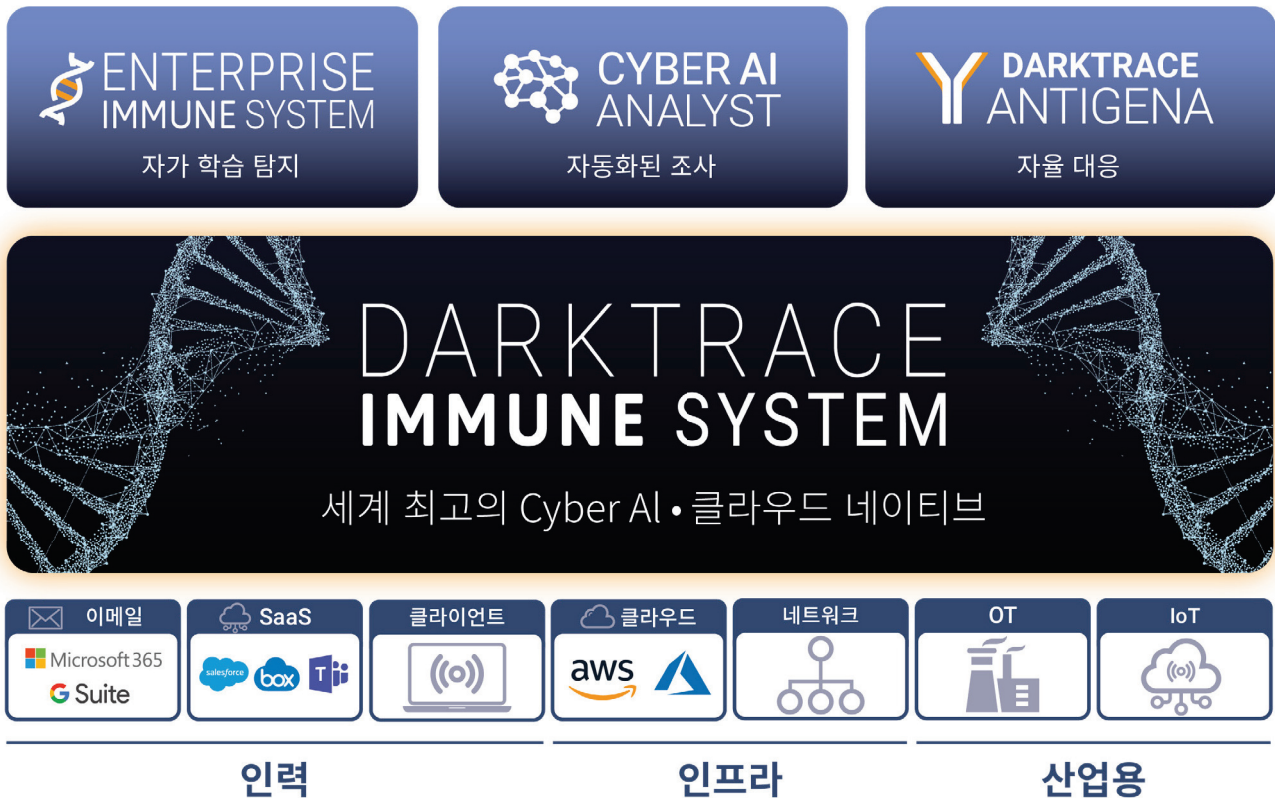 ENTERPRISE
IMMUNE SYSTEM
자가 학습 탐지
CYBER AI
ANALYST
자동화된 조사
DARKTRACE
ANTIGENA
자율 대응
DARKTRACE
IMMUNE SYSTEM
세계 최고의 Cyber AI • 클라우드 네이티브
이메일
Microsoft 365
G Suite
SaaS
salesforce
box
T
클라이언트
클라우드
aws
네트워크
OT
IoT
인력
인프라
산업용